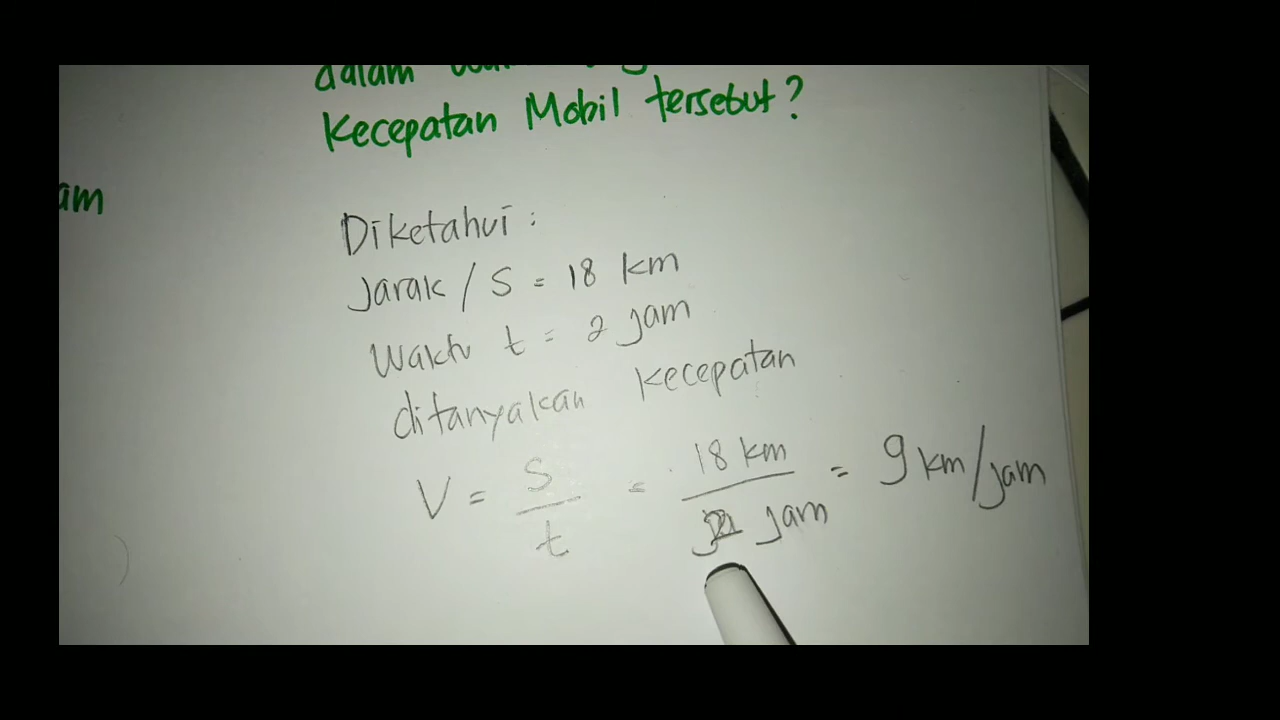 dalam
Kecepatan Mobil tersebut?
am
Diketahui :
Jarak / S = 18 km
Waktu t = 2 jam
ditanyakan kecepatan
V = S/t = 18 km/2 jam = 9 km/jam